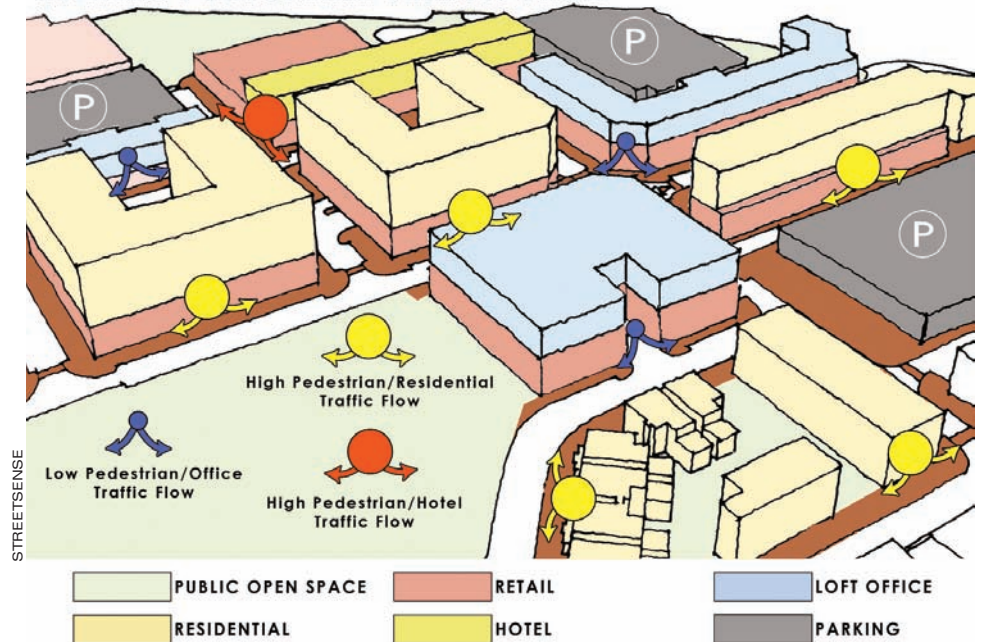 P
P
P
High Pedestrian/Residential
Traffic Flow
Low Pedestrian/Office
Traffic Flow
High Pedestrian/Hotel
Traffic Flow
STREETSENSE
PUBLIC OPEN SPACE
RETAIL
LOFT OFFICE
RESIDENTIAL
HOTEL
PARKING